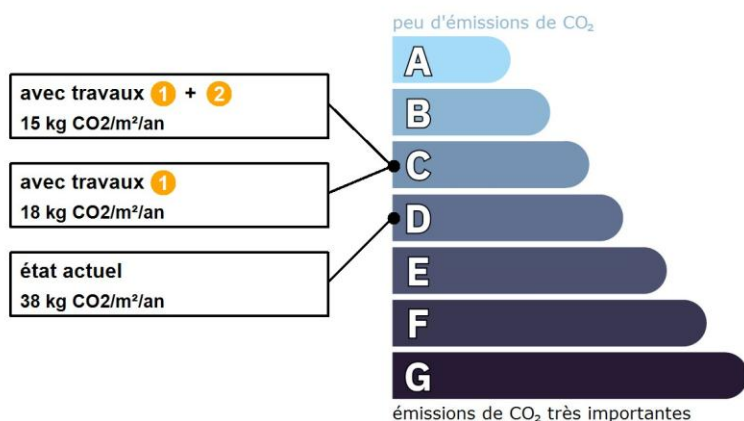 peu d'émissions de CO₂
A
avec travaux 1 + 2
15 kg CO2/m²/an
B
C
avec travaux 1
18 kg CO2/m²/an
D
état actuel
38 kg CO2/m²/an
E
F
G
émissions de CO₂ très importantes